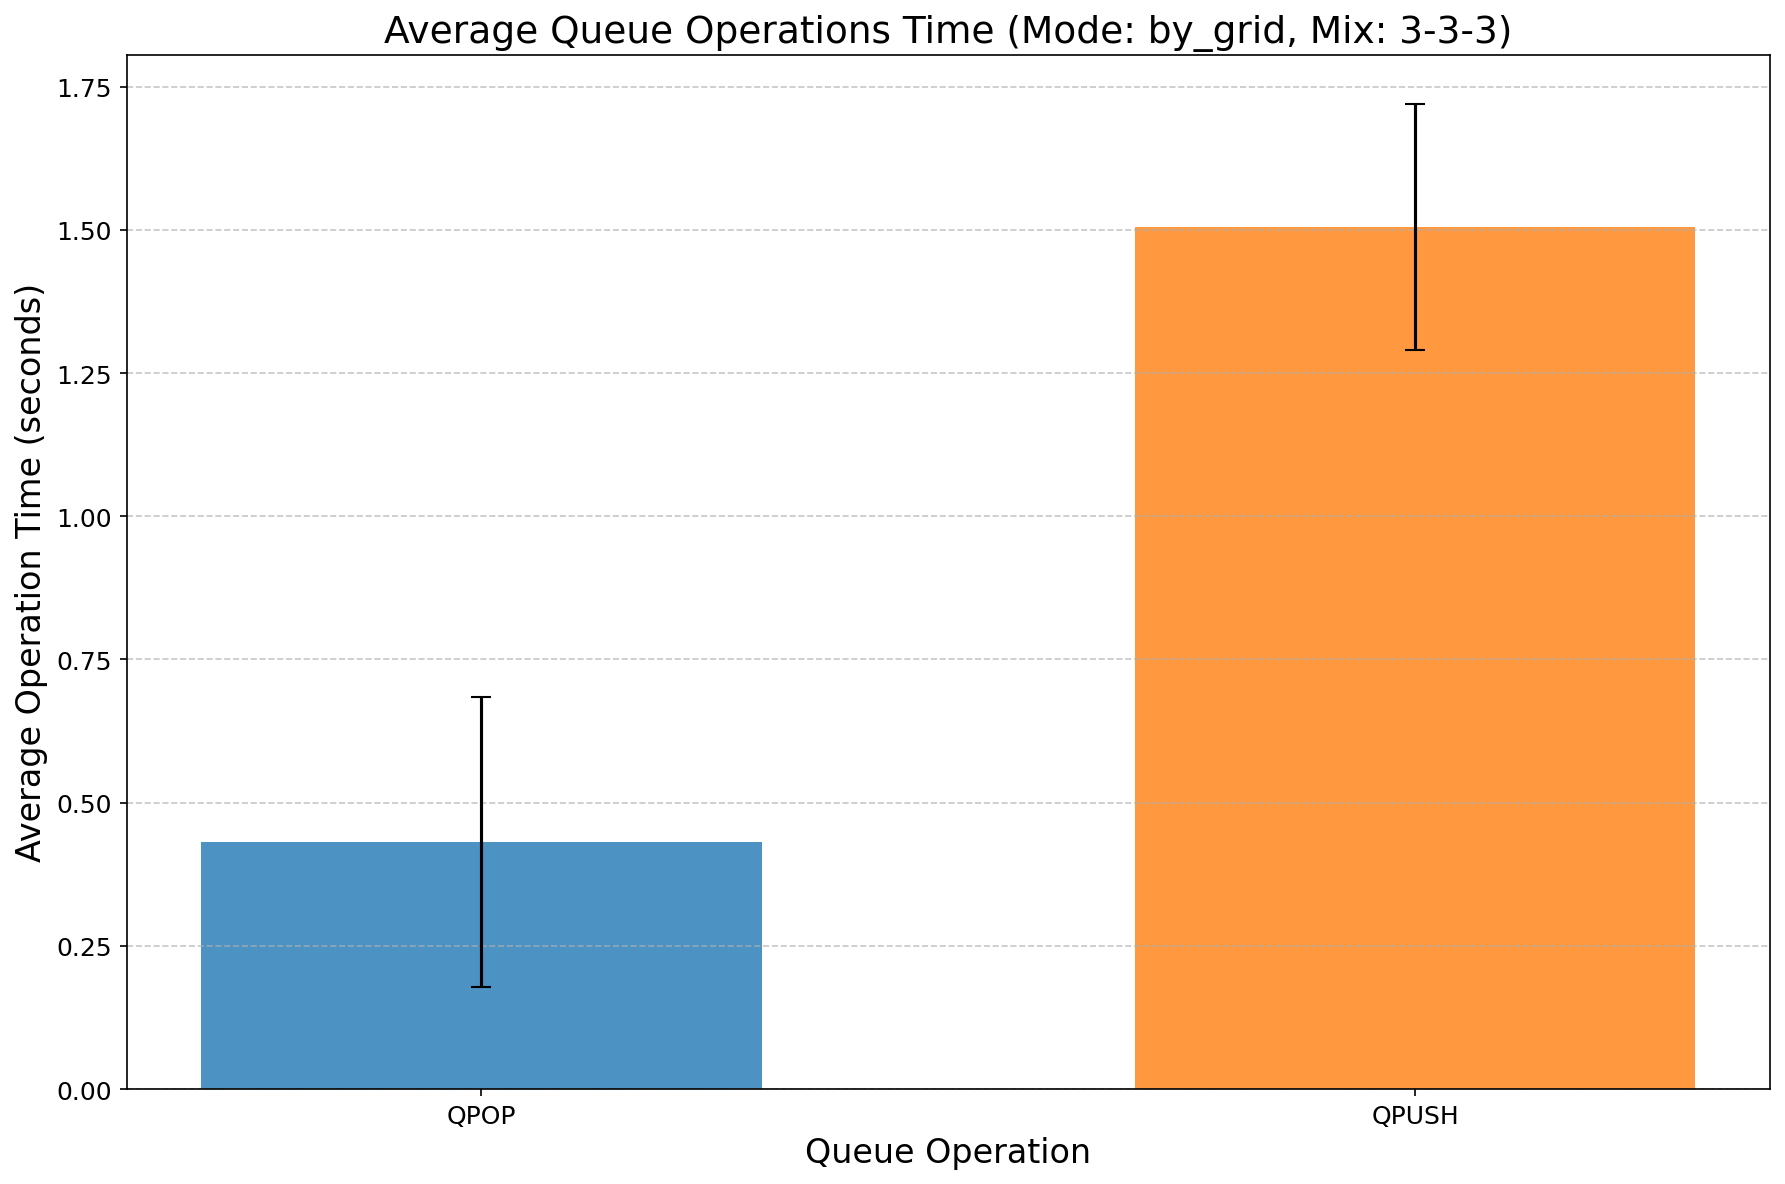 Average Queue Operations Time (Mode: by_grid, Mix: 3-3-3)
Average Operation Time (seconds)
1.75
1.50
1.25
1.00
0.75
0.50
0.25
0.00
QPOP
QPUSH
Queue Operation